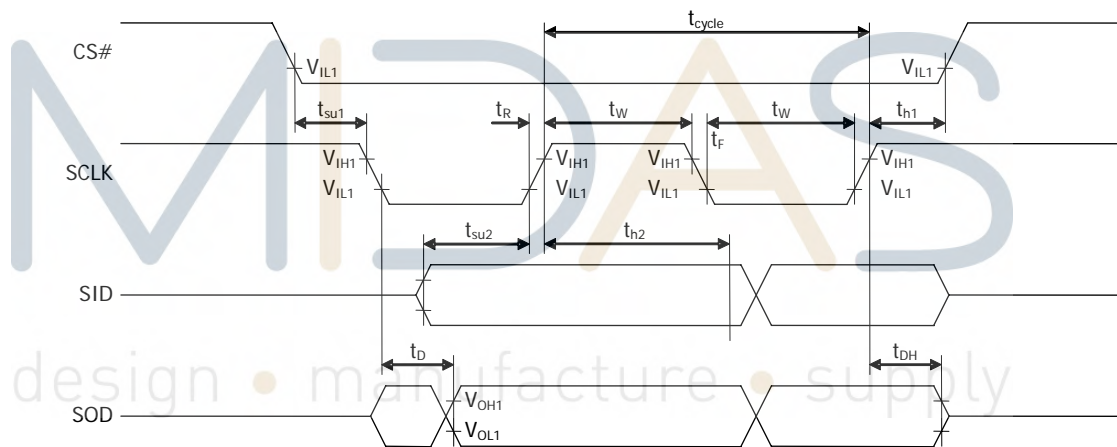 t_cycle
CS#
V_IL1 V_IL1
t_su1 t_R t_W t_W t_h1
t_F
SCLK
V_IH1 V_IH1 V_IH1 V_IH1
V_IL1 V_IL1 V_IL1 V_IL1
t_su2 t_h2
SID
t_D t_DH
SOD
V_OH1
V_OL1
MIDAS
design • manufacture • supply